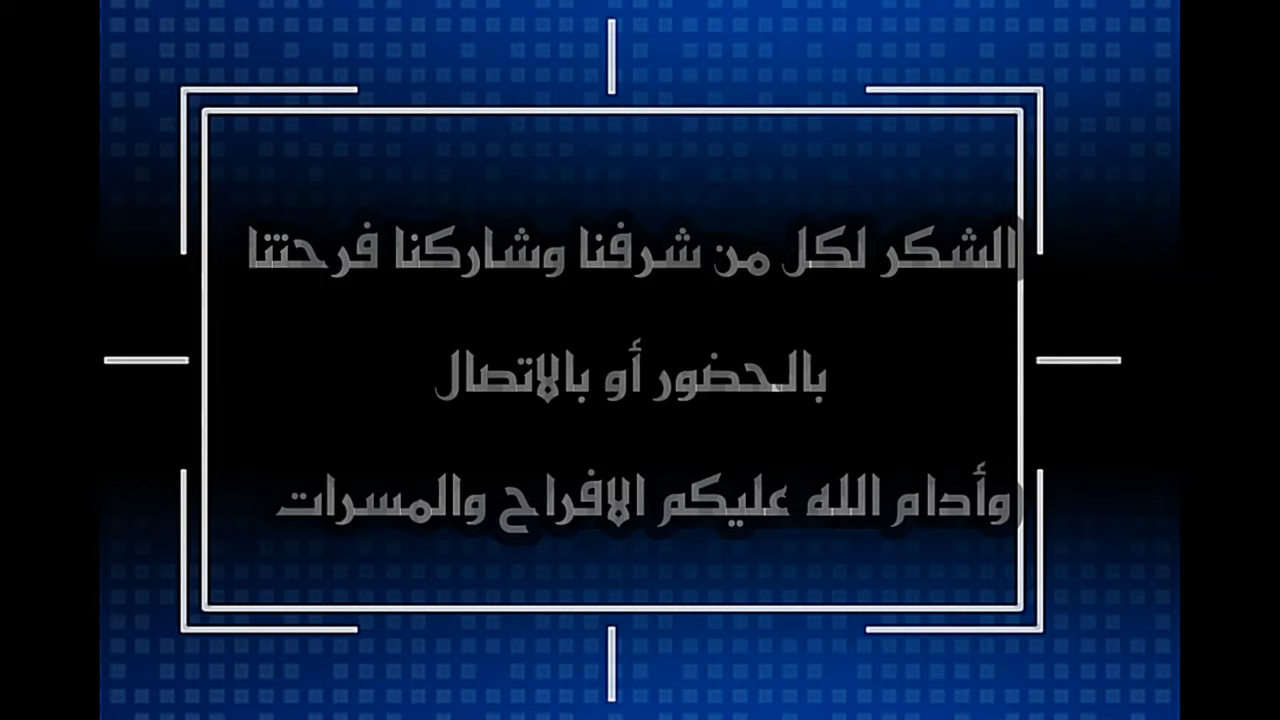 الشكر لكل من شرفنا وشاركنا فرحتنا
بالحضور أو بالاتصال
وأدام الله عليكم الافراح والمسرات